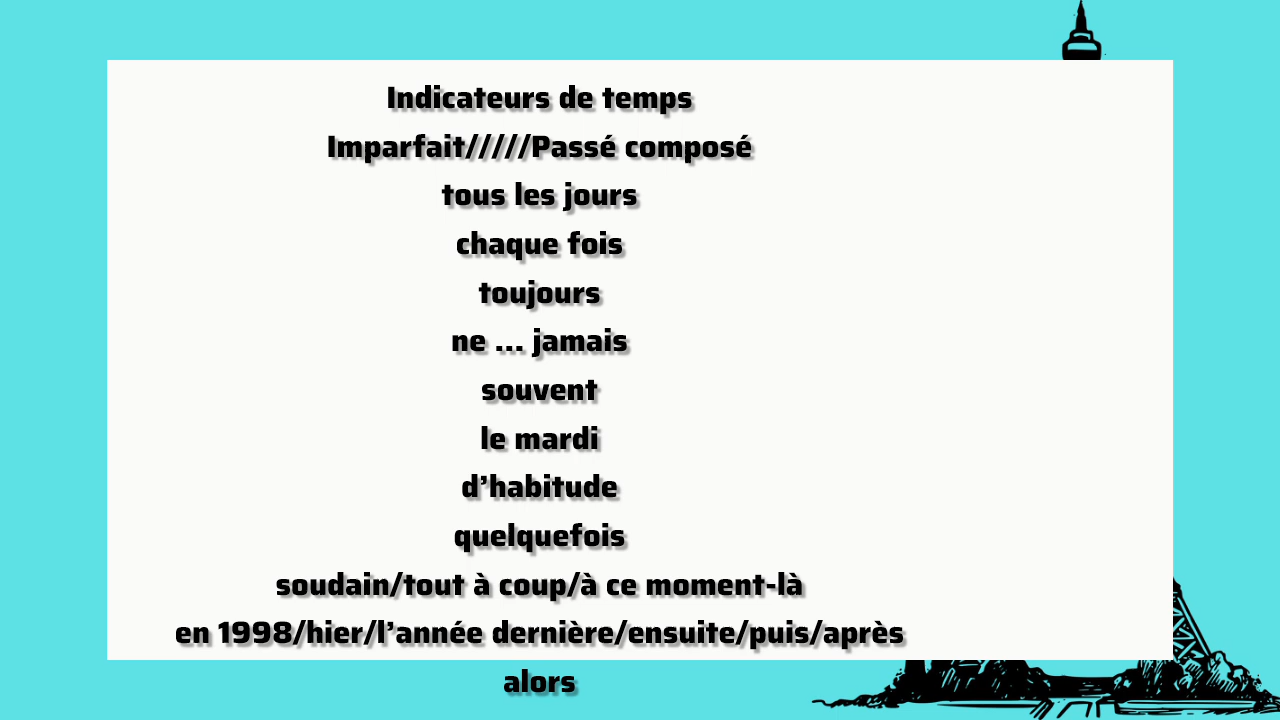 Indicateurs de temps
Imparfait/////Passé composé
tous les jours
chaque fois
toujours
ne ... jamais
souvent
le mardi
d’habitude
quelquefois
soudain/tout à coup/à ce moment-là
en 1998/hier/l’année dernière/ensuite/puis/après
alors